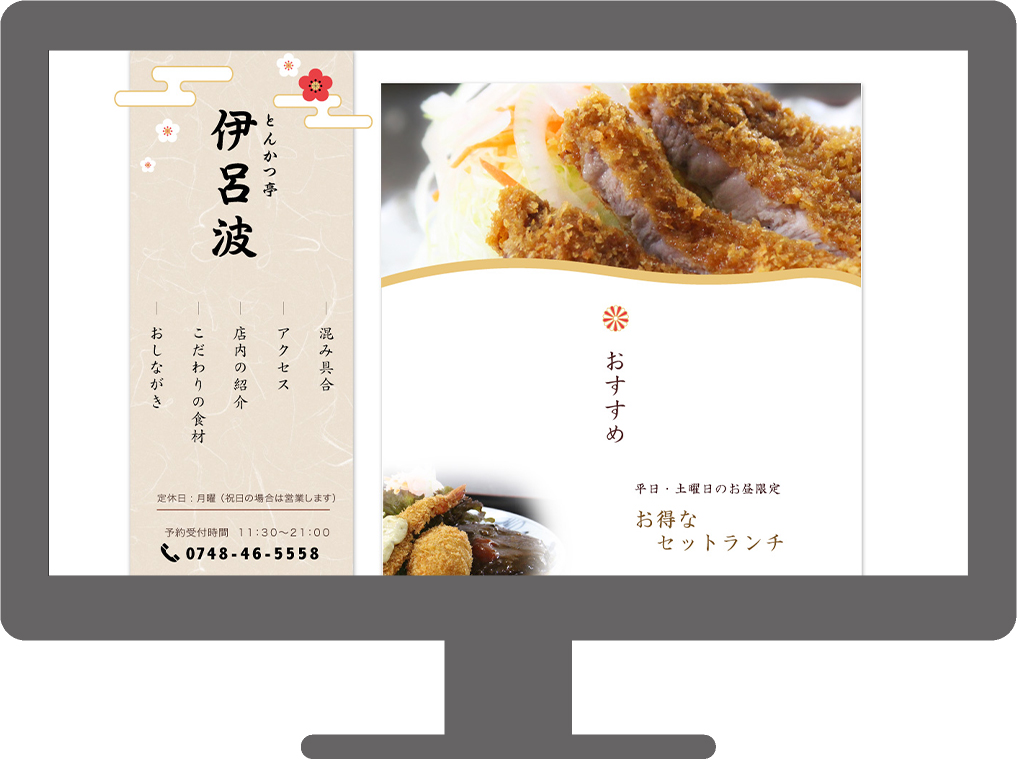 とんかつ亭
伊呂波
混み具合
アクセス
店内の紹介
こだわりの食材
おしながき
定休日：月曜（祝日の場合は営業します）
予約受付時間 11:30〜21:00
0748-46-5558
おすすめ
平日・土曜日のお昼限定
お得な
セットランチ